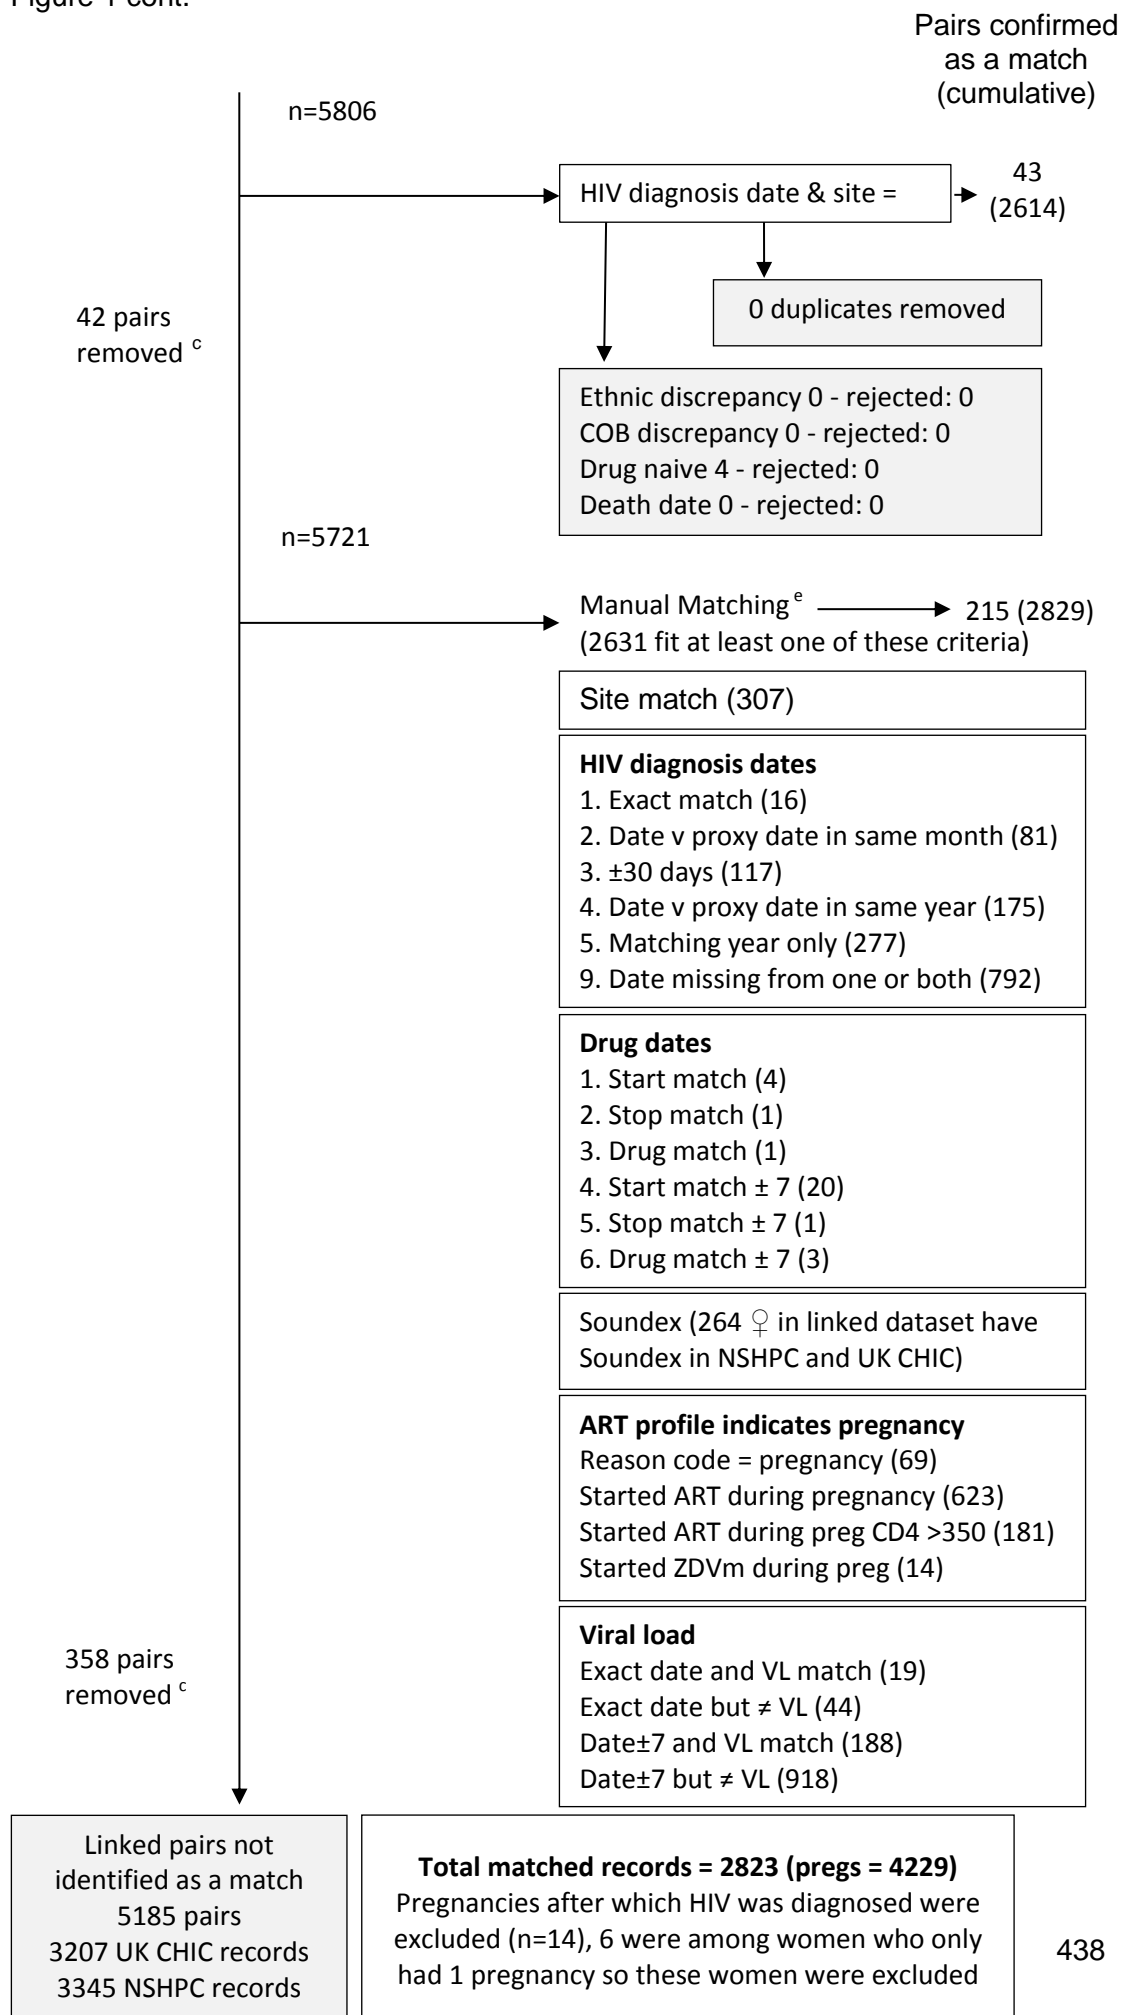 Figure 1 cont.
Pairs confirmed
as a match
(cumulative)
n=5806
HIV diagnosis date & site =
43
(2614)
0 duplicates removed
42 pairs
removed c
Ethnic discrepancy 0 - rejected: 0
COB discrepancy 0 - rejected: 0
Drug naive 4 - rejected: 0
Death date 0 - rejected: 0
n=5721
Manual Matching e
215 (2829)
(2631 fit at least one of these criteria)
Site match (307)
HIV diagnosis dates
1. Exact match (16)
2. Date v proxy date in same month (81)
3. ±30 days (117)
4. Date v proxy date in same year (175)
5. Matching year only (277)
9. Date missing from one or both (792)
Drug dates
1. Start match (4)
2. Stop match (1)
3. Drug match (1)
4. Start match ± 7 (20)
5. Stop match ± 7 (1)
6. Drug match ± 7 (3)
Soundex (264 ♀ in linked dataset have
Soundex in NSHPC and UK CHIC)
ART profile indicates pregnancy
Reason code = pregnancy (69)
Started ART during pregnancy (623)
Started ART during preg CD4 >350 (181)
Started ZDVm during preg (14)
358 pairs
removed c
Viral load
Exact date and VL match (19)
Exact date but ≠ VL (44)
Date±7 and VL match (188)
Date±7 but ≠ VL (918)
Linked pairs not
identified as a match
5185 pairs
3207 UK CHIC records
3345 NSHPC records
Total matched records = 2823 (pregs = 4229)
Pregnancies after which HIV was diagnosed were
excluded (n=14), 6 were among women who only
had 1 pregnancy so these women were excluded
438